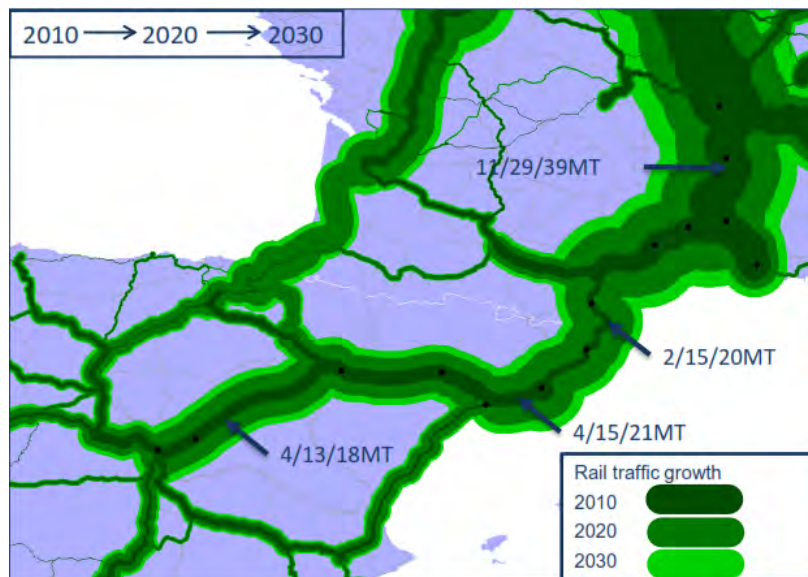 2010 → 2020 → 2030
11/29/39MT
2/15/20MT
4/15/21MT
4/13/18MT
Rail traffic growth
2010
2020
2030